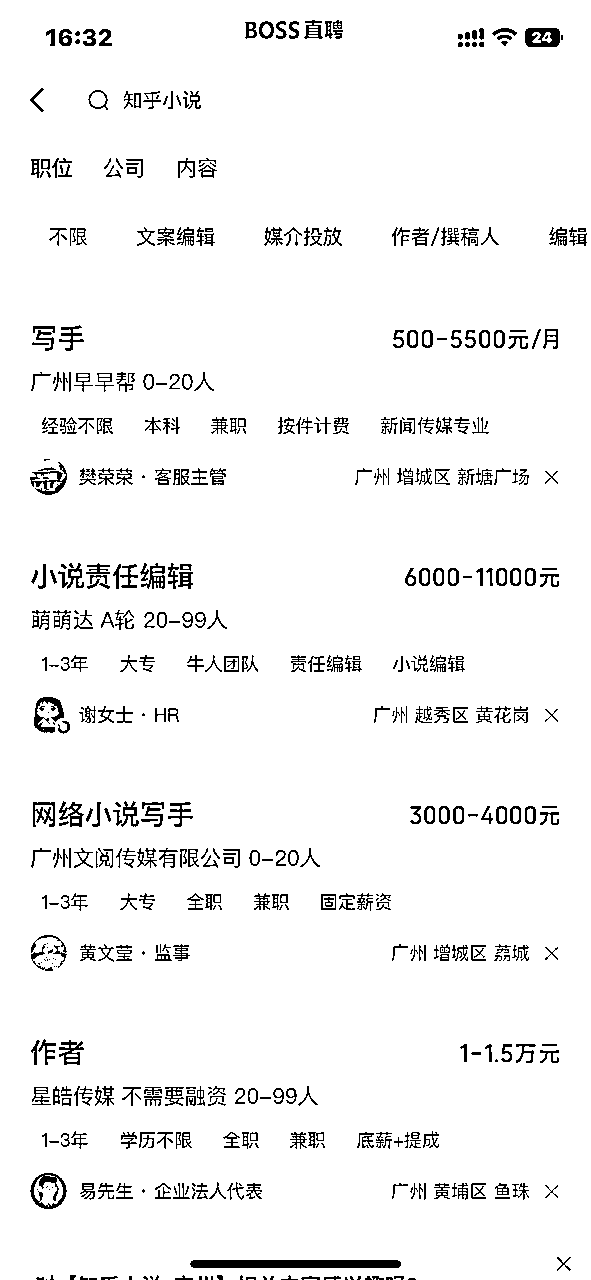 16:32 BOSS直聘 24
知乎小说
职位 公司 内容
不限 文案编辑 媒介投放 作者/撰稿人 编辑
写手 500-5500元/月
广州早早帮 0-20人
经验不限 本科 兼职 按件计费 新闻传媒专业
樊荣荣·客服主管 广州 增城区 新塘广场
小说责任编辑 6000-11000元
萌萌达 A轮 20-99人
1-3年 大专 牛人团队 责任编辑 小说编辑
谢女士·HR 广州 越秀区 黄花岗
网络小说写手 3000-4000元
广州文阅传媒有限公司 0-20人
1-3年 大专 全职 兼职 固定薪资
黄文莹·监事 广州 增城区 荔城
作者 1-1.5万元
星皓传媒 不需要融资 20-99人
1-3年 学历不限 全职 兼职 底薪+提成
易先生·企业法人代表 广州 黄埔区 鱼珠